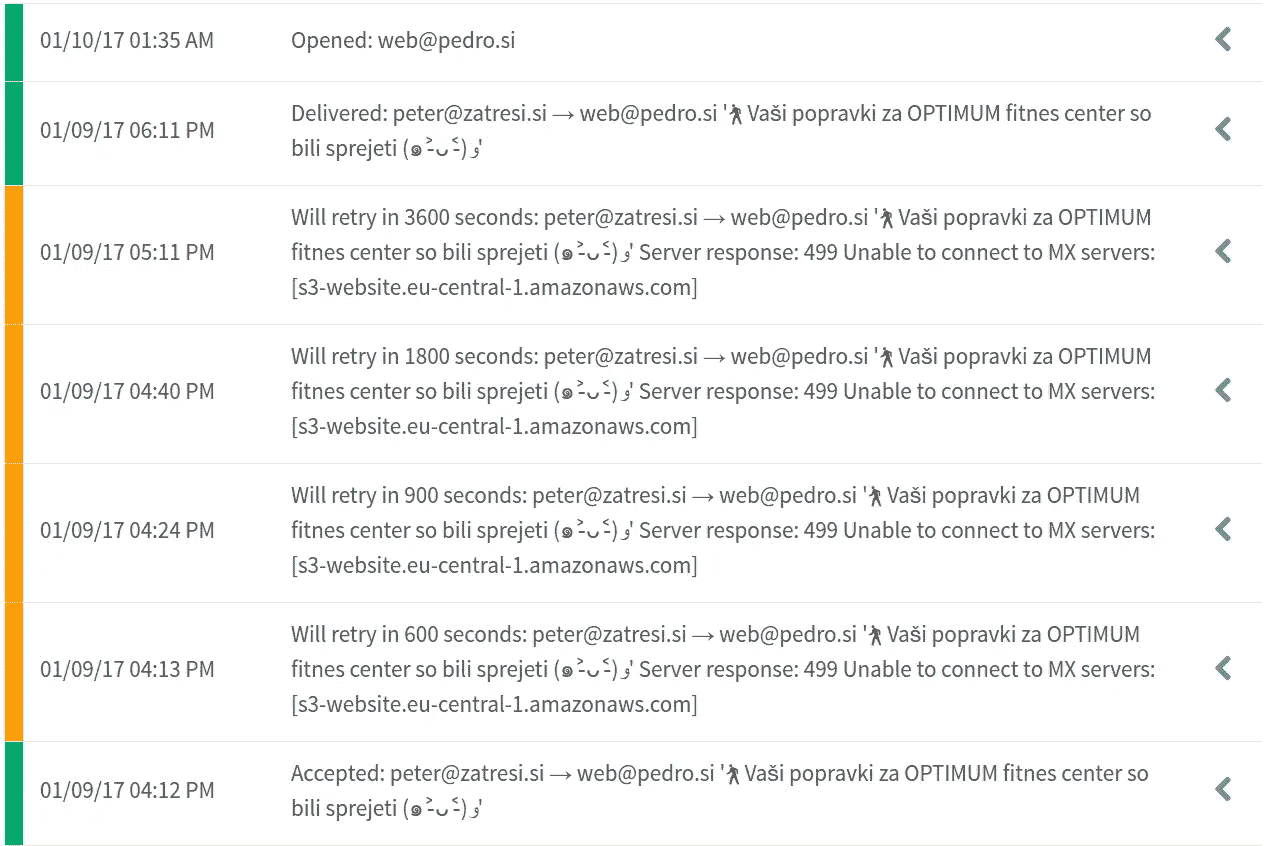 01/10/17 01:35 AM Opened: web@pedro.si
01/09/17 06:11 PM Delivered: peter@zatresi.si → web@pedro.si '🏃 Vaši popravki za OPTIMUM fitnes center so
bili sprejeti (๑˃̵ᴗ˂̵)و'
01/09/17 05:11 PM Will retry in 3600 seconds: peter@zatresi.si → web@pedro.si '🏃 Vaši popravki za OPTIMUM
fitnes center so bili sprejeti (๑˃̵ᴗ˂̵)و' Server response: 499 Unable to connect to MX servers:
[s3-website.eu-central-1.amazonaws.com]
01/09/17 04:40 PM Will retry in 1800 seconds: peter@zatresi.si → web@pedro.si '🏃 Vaši popravki za OPTIMUM
fitnes center so bili sprejeti (๑˃̵ᴗ˂̵)و' Server response: 499 Unable to connect to MX servers:
[s3-website.eu-central-1.amazonaws.com]
01/09/17 04:24 PM Will retry in 900 seconds: peter@zatresi.si → web@pedro.si '🏃 Vaši popravki za OPTIMUM
fitnes center so bili sprejeti (๑˃̵ᴗ˂̵)و' Server response: 499 Unable to connect to MX servers:
[s3-website.eu-central-1.amazonaws.com]
01/09/17 04:13 PM Will retry in 600 seconds: peter@zatresi.si → web@pedro.si '🏃 Vaši popravki za OPTIMUM
fitnes center so bili sprejeti (๑˃̵ᴗ˂̵)و' Server response: 499 Unable to connect to MX servers:
[s3-website.eu-central-1.amazonaws.com]
01/09/17 04:12 PM Accepted: peter@zatresi.si → web@pedro.si '🏃 Vaši popravki za OPTIMUM fitnes center so
bili sprejeti (๑˃̵ᴗ˂̵)و'